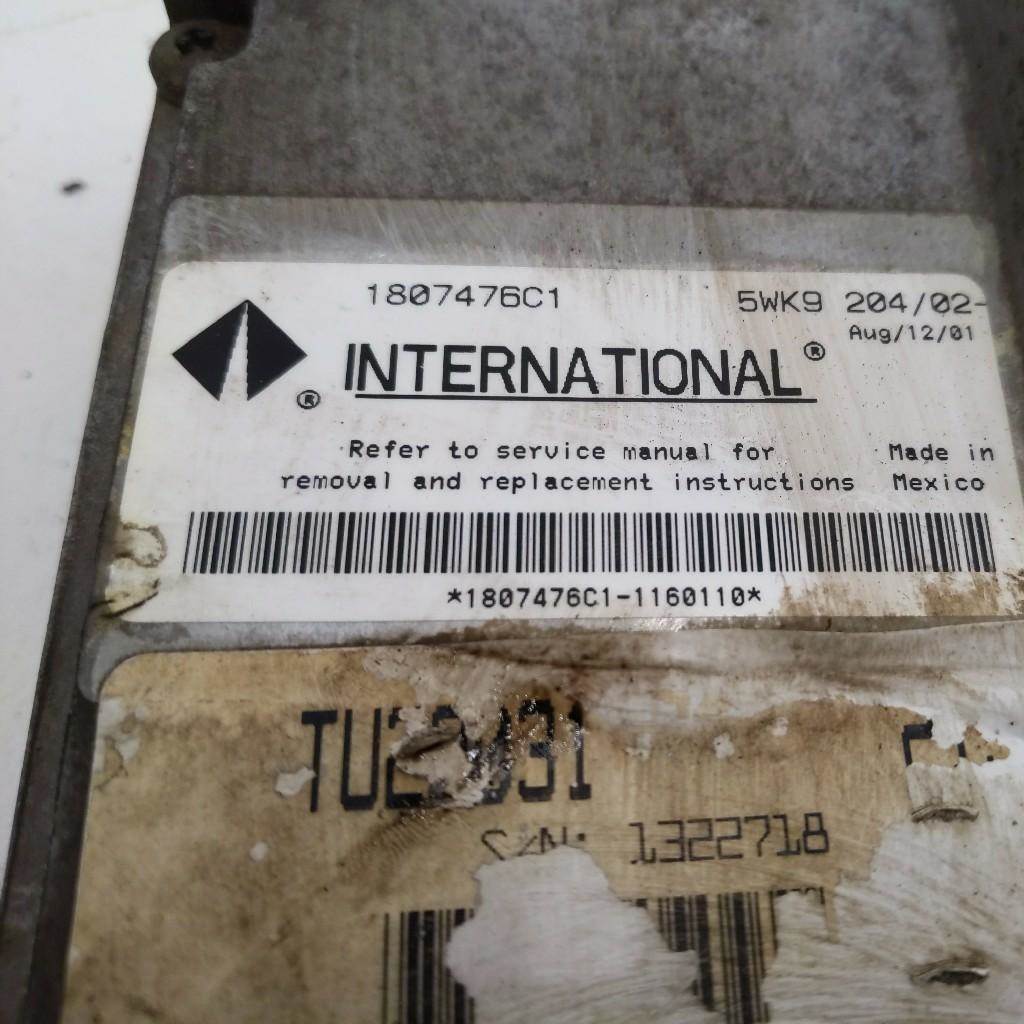 1807476C1 5WK9 204/02-
Aug/12/01
INTERNATIONAL®
®
Refer to service manual for Made in
removal and replacement instructions Mexico
*1807476C1-1160110*
S/N: 1322718